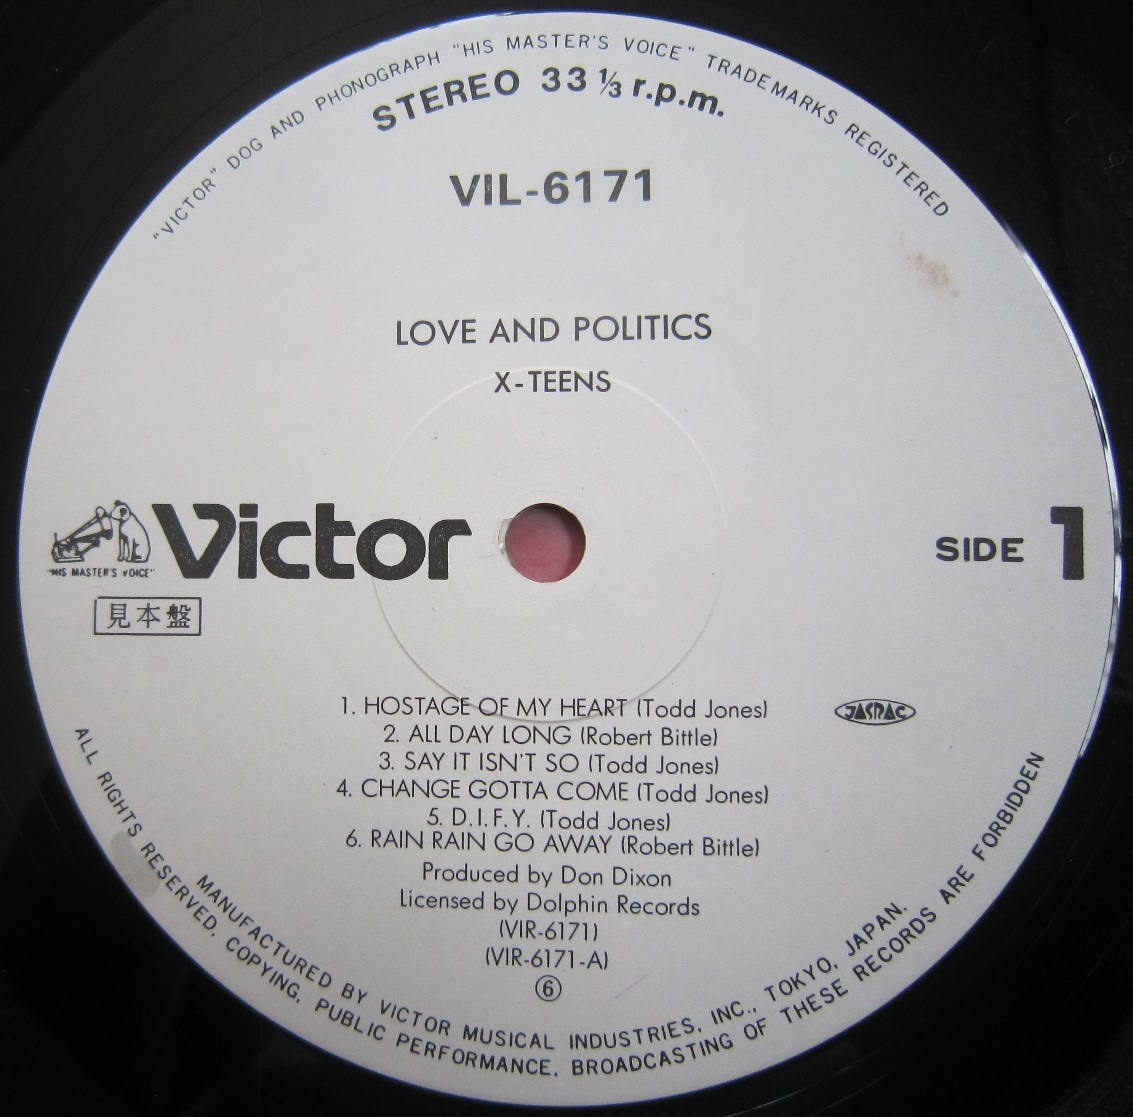 "VICTOR" DOG AND PHONOGRAPH "HIS MASTER'S VOICE" TRADE MARKS REGISTERED
STEREO 33 1/3 r.p.m.
VIL-6171
LOVE AND POLITICS
X-TEENS
Victor
"HIS MASTER'S VOICE"
SIDE 1
見本盤
1. HOSTAGE OF MY HEART (Todd Jones)
JASRAC
2. ALL DAY LONG (Robert Bittle)
3. SAY IT ISN'T SO (Todd Jones)
4. CHANGE GOTTA COME (Todd Jones)
5. D.I.F.Y. (Todd Jones)
6. RAIN RAIN GO AWAY (Robert Bittle)
Produced by Don Dixon
Licensed by Dolphin Records
(VIR-6171)
(VIR-6171-A)
⑥
MANUFACTURED BY VICTOR MUSICAL INDUSTRIES, INC., TOKYO, JAPAN.
ALL RIGHTS RESERVED. COPYING, PUBLIC PERFORMANCE, BROADCASTING OF THESE RECORDS ARE FORBIDDEN